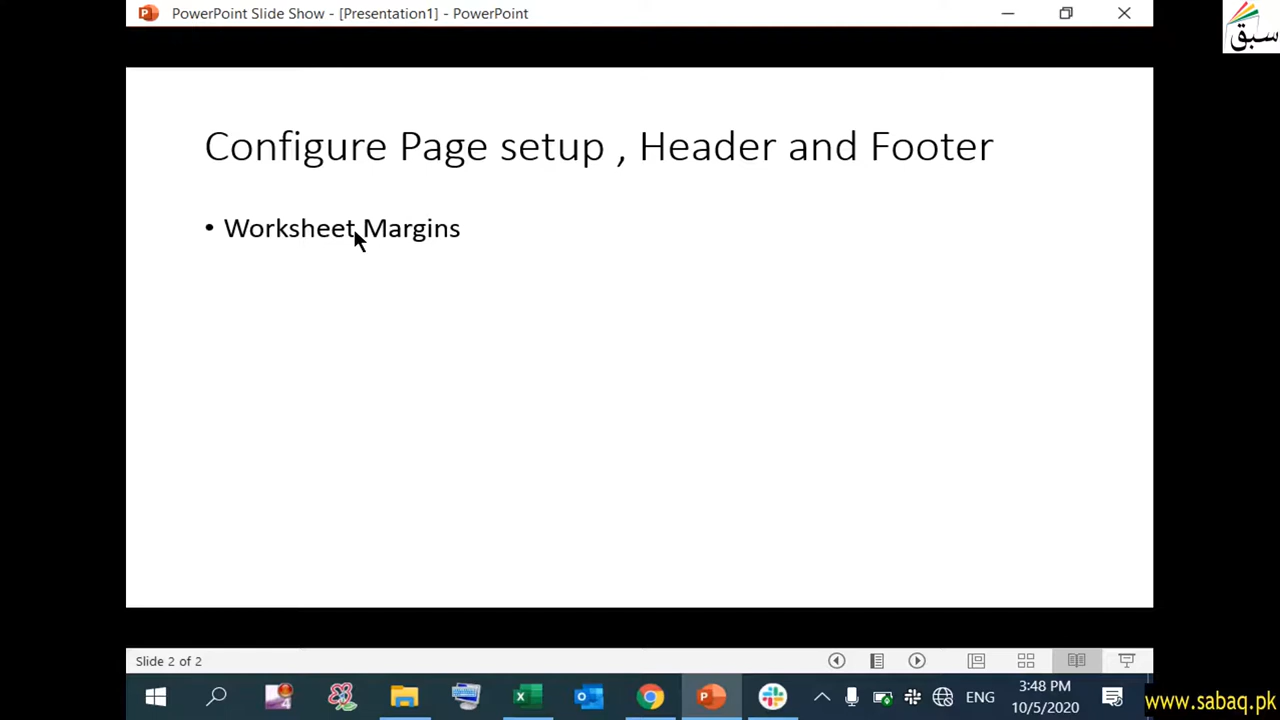 PowerPoint Slide Show - [Presentation1] - PowerPoint
سبق
Configure Page setup , Header and Footer
• Worksheet Margins
Slide 2 of 2
4
ENG
3:48 PM
10/5/2020
www.sabaq.pk